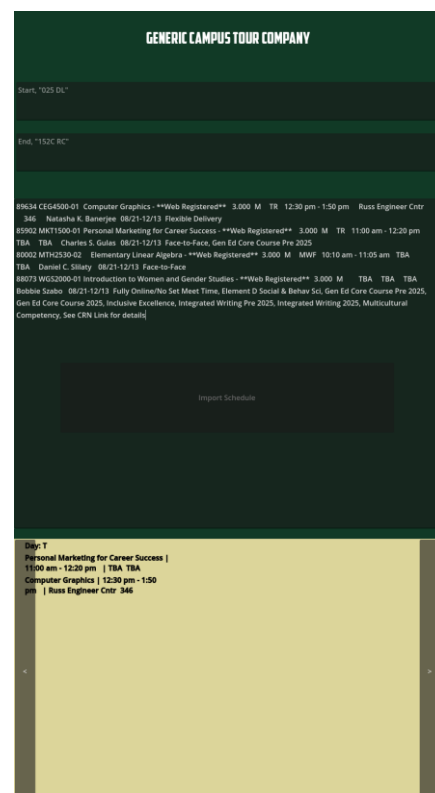 GENERIC CAMPUS TOUR COMPANY
Start, "025 DL"
End, "152C RC"
89634 CEG4500-01 Computer Graphics - **Web Registered** 3.000 M TR 12:30 pm - 1:50 pm Russ Engineer Cntr
346 Natasha K. Banerjee 08/21-12/13 Flexible Delivery
85902 MKT1500-01 Personal Marketing for Career Success - **Web Registered** 3.000 M TR 11:00 am - 12:20 pm
TBA TBA Charles S. Gulas 08/21-12/13 Face-to-Face, Gen Ed Core Course Pre 2025
80002 MTH2530-02 Elementary Linear Algebra - **Web Registered** 3.000 M MWF 10:10 am - 11:05 am TBA
TBA Daniel C. Slilaty 08/21-12/13 Face-to-Face
88073 WGS2000-01 Introduction to Women and Gender Studies - **Web Registered** 3.000 M TBA TBA TBA
Bobbie Szabo 08/21-12/13 Fully Online/No Set Meet Time, Element D Social & Behav Sci, Gen Ed Core Course Pre 2025,
Gen Ed Core Course 2025, Inclusive Excellence, Integrated Writing Pre 2025, Integrated Writing 2025, Multicultural
Competency, See CRN Link for details
Import Schedule
Day: T
Personal Marketing for Career Success |
11:00 am - 12:20 pm | TBA TBA
Computer Graphics | 12:30 pm - 1:50
pm | Russ Engineer Cntr 346
< >